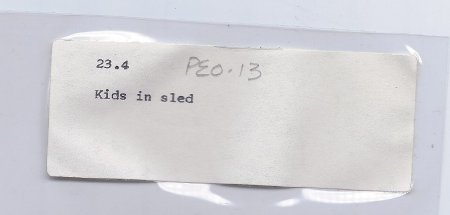 23.4 PEO-13
Kids in sled